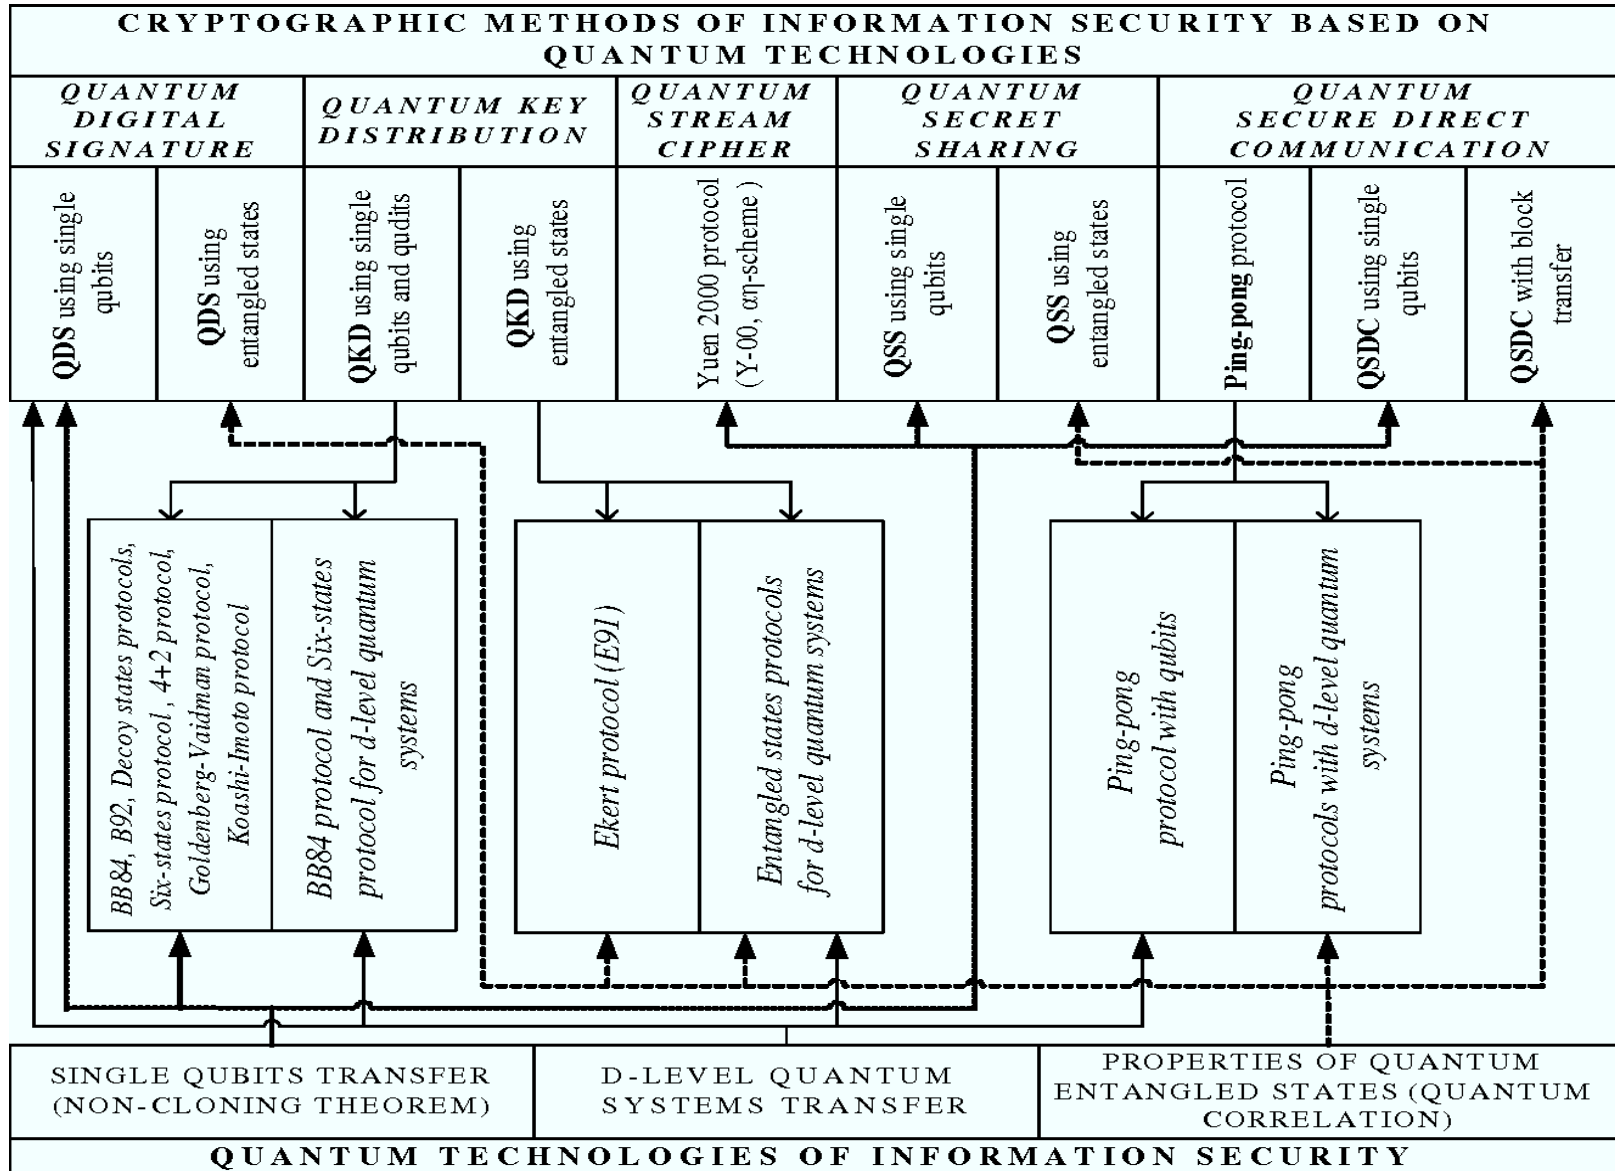 CRYPTOGRAPHIC METHODS OF INFORMATION SECURITY BASED ON
QUANTUM TECHNOLOGIES
QUANTUM
DIGITAL
SIGNATURE
QUANTUM KEY
DISTRIBUTION
QUANTUM
STREAM
CIPHER
QUANTUM
SECRET
SHARING
QUANTUM
SECURE DIRECT
COMMUNICATION
QDS using single
qubits
QDS using
entangled states
QKD using single
qubits and qudits
QKD using
entangled states
Yuen 2000 protocol
(Y-00, αη-scheme)
QSS using single
qubits
QSS using
entangled states
Ping-pong protocol
QSDC using single
qubits
QSDC with block
transfer
BB84, B92, Decoy states protocols,
Six-states protocol, 4+2 protocol,
Goldenberg-Vaidman protocol,
Koashi-Imoto protocol
BB84 protocol and Six-states
protocol for d-level quantum
systems
Ekert protocol (E91)
Entangled states protocols
for d-level quantum systems
Ping-pong
protocol with qubits
Ping-pong
protocols with d-level quantum
systems
SINGLE QUBITS TRANSFER
(NON-CLONING THEOREM)
D-LEVEL QUANTUM
SYSTEMS TRANSFER
PROPERTIES OF QUANTUM
ENTANGLED STATES (QUANTUM
CORRELATION)
QUANTUM TECHNOLOGIES OF INFORMATION SECURITY